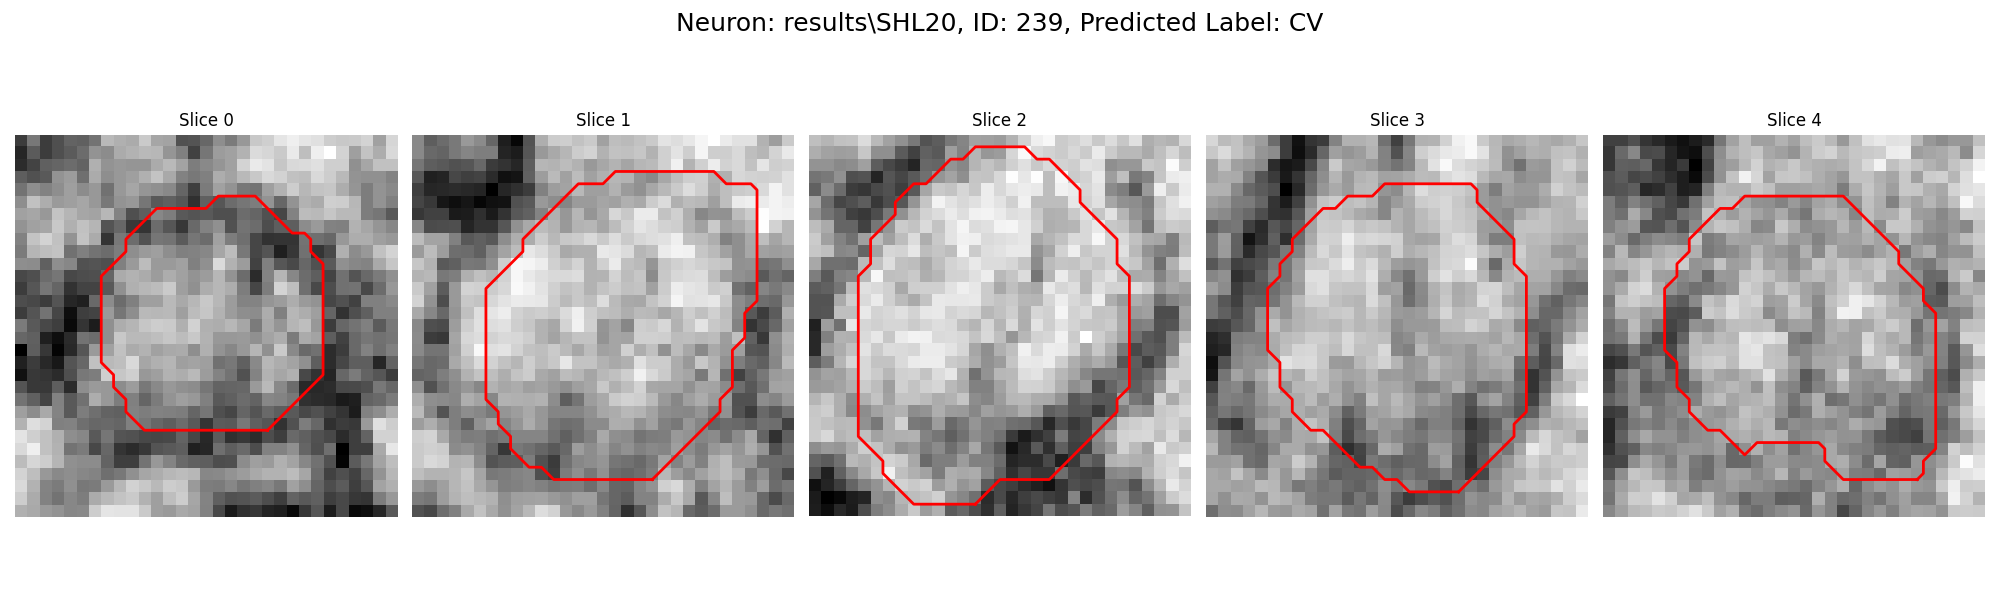 Neuron: results\SHL20, ID: 239, Predicted Label: CV
Slice 0
Slice 1
Slice 2
Slice 3
Slice 4